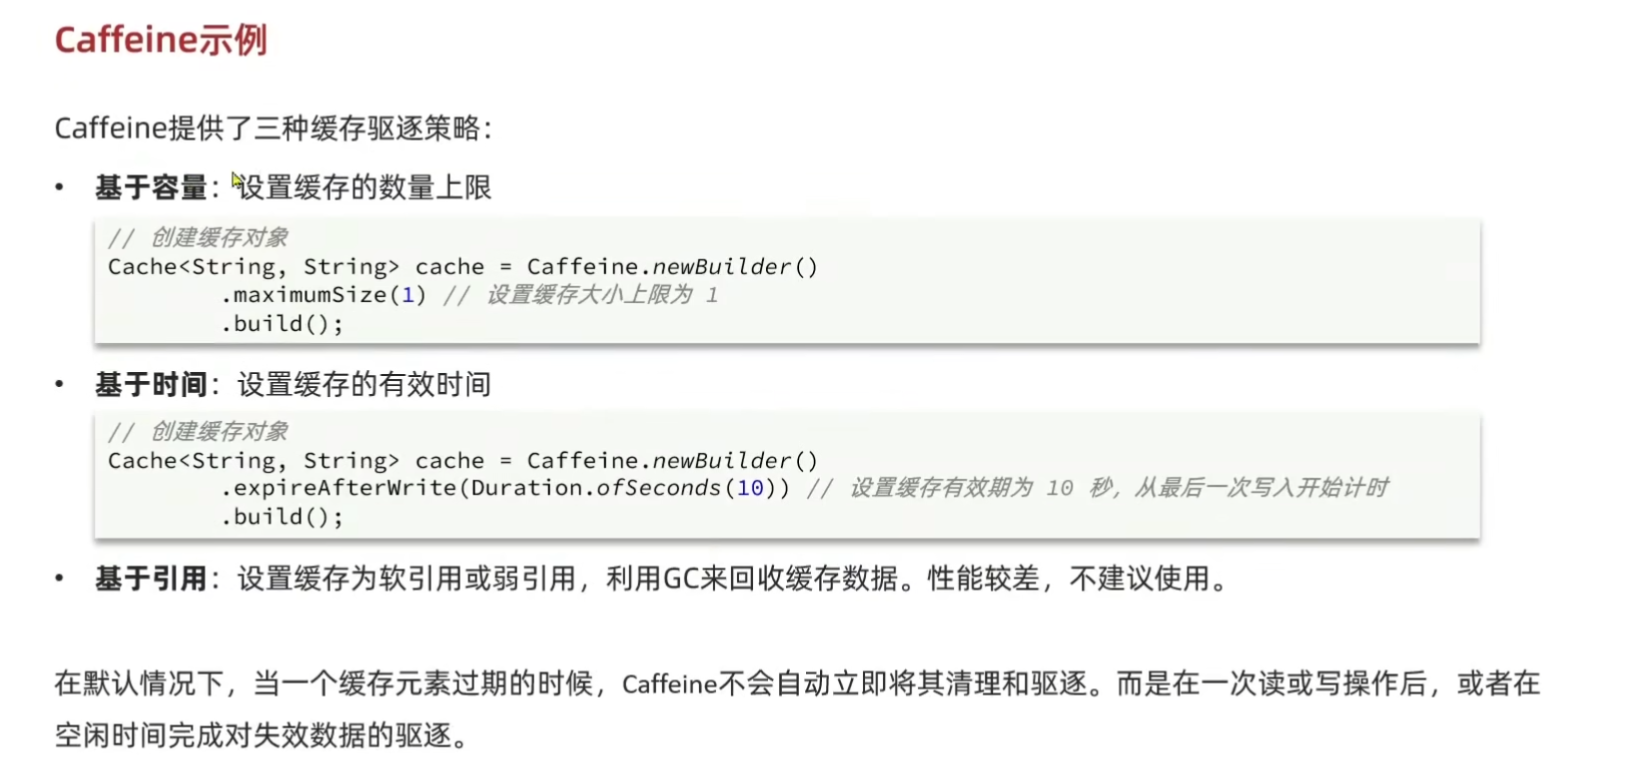 Caffeine示例
Caffeine提供了三种缓存驱逐策略：
• 基于容量：设置缓存的数量上限
// 创建缓存对象
Cache<String, String> cache = Caffeine.newBuilder()
.maximumSize(1) // 设置缓存大小上限为 1
.build();
• 基于时间：设置缓存的有效时间
// 创建缓存对象
Cache<String, String> cache = Caffeine.newBuilder()
.expireAfterWrite(Duration.ofSeconds(10)) // 设置缓存有效期为 10 秒，从最后一次写入开始计时
.build();
• 基于引用：设置缓存为软引用或弱引用，利用GC来回收缓存数据。性能较差，不建议使用。
在默认情况下，当一个缓存元素过期的时候，Caffeine不会自动立即将其清理和驱逐。而是在一次读或写操作后，或者在
空闲时间完成对失效数据的驱逐。